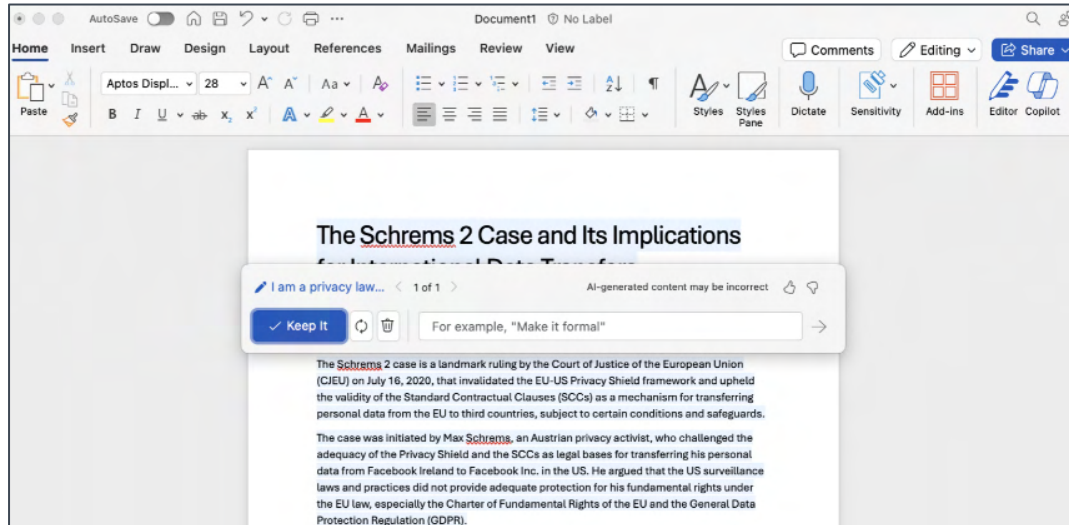 AutoSave Document1 No Label
Home Insert Draw Design Layout References Mailings Review View Comments Editing Share
Aptos Displ... 28 A A Aa A
Paste B I U ab x₂ x² A A Styles Styles Pane Dictate Sensitivity Add-ins Editor Copilot
The Schrems 2 Case and Its Implications
for International Data Transfers
I am a privacy law... < 1 of 1 > AI-generated content may be incorrect
Keep It For example, "Make it formal"
The Schrems 2 case is a landmark ruling by the Court of Justice of the European Union
(CJEU) on July 16, 2020, that invalidated the EU-US Privacy Shield framework and upheld
the validity of the Standard Contractual Clauses (SCCs) as a mechanism for transferring
personal data from the EU to third countries, subject to certain conditions and safeguards.
The case was initiated by Max Schrems, an Austrian privacy activist, who challenged the
adequacy of the Privacy Shield and the SCCs as legal bases for transferring his personal
data from Facebook Ireland to Facebook Inc. in the US. He argued that the US surveillance
laws and practices did not provide adequate protection for his fundamental rights under
the EU law, especially the Charter of Fundamental Rights of the EU and the General Data
Protection Regulation (GDPR).